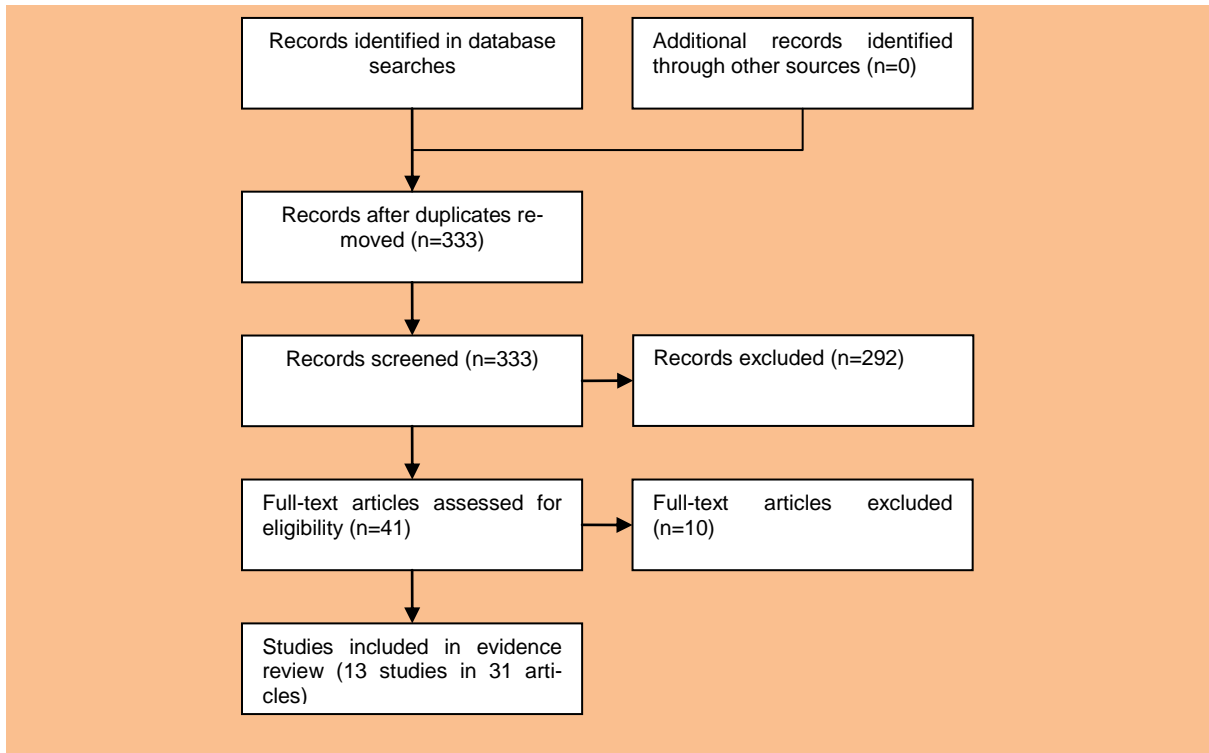 Records identified in database
searches
Additional records identified
through other sources (n=0)
Records after duplicates re-
moved (n=333)
Records screened (n=333)
Records excluded (n=292)
Full-text articles assessed for
eligibility (n=41)
Full-text articles excluded
(n=10)
Studies included in evidence
review (13 studies in 31 arti-
cles)